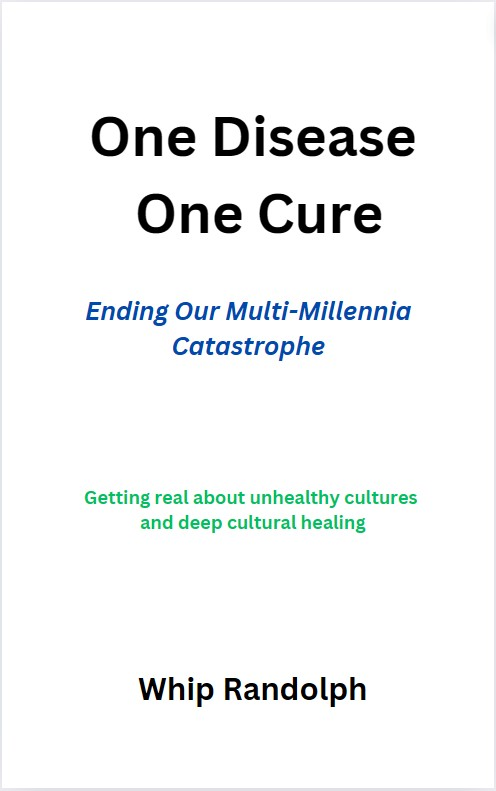 One Disease
One Cure
Ending Our Multi-Millennia
Catastrophe
Getting real about unhealthy cultures
and deep cultural healing
Whip Randolph